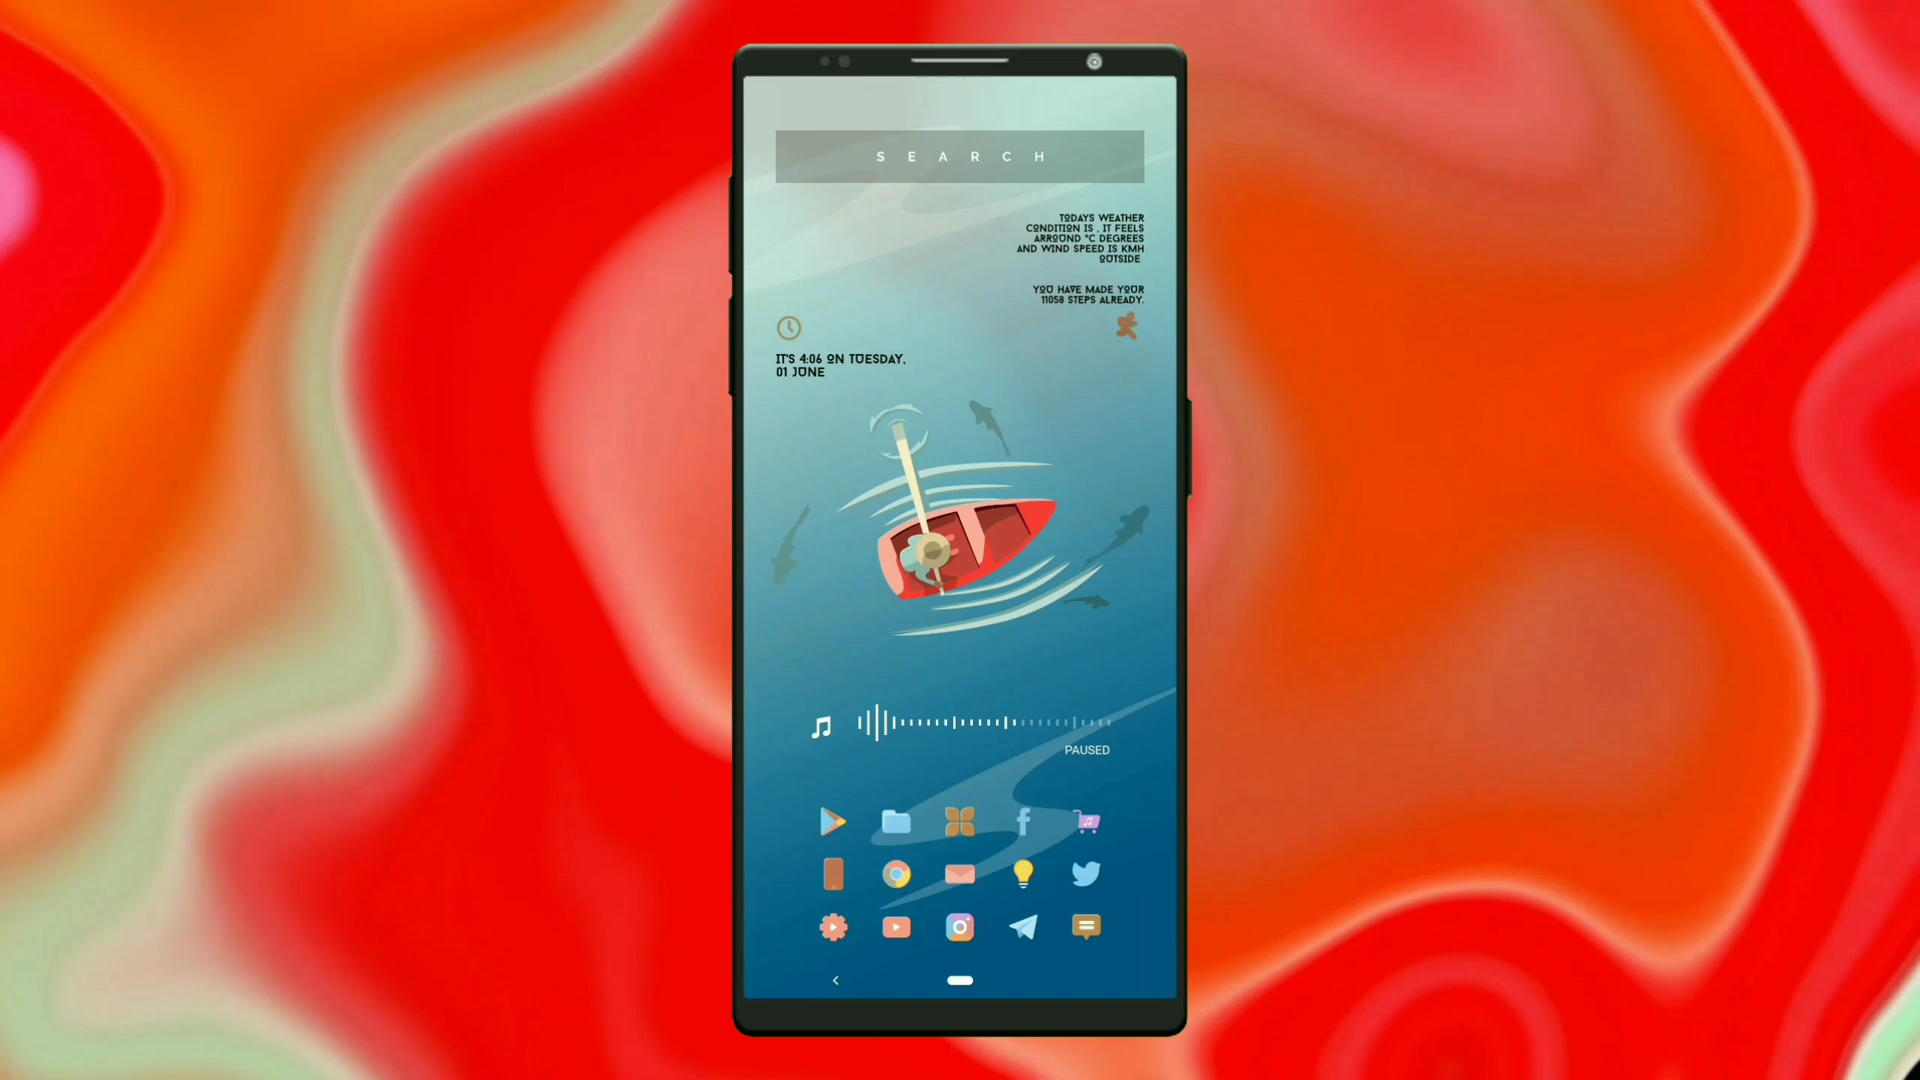 S E A R C H
TODAYS WEATHER
CONDITION IS , IT FEELS
ARROUND °C DEGREES
AND WIND SPEED IS KMH
OUTSIDE
YOU HAVE MADE YOUR
11058 STEPS ALREADY.
IT'S 4:06 ON TUESDAY,
01 JUNE
PAUSED